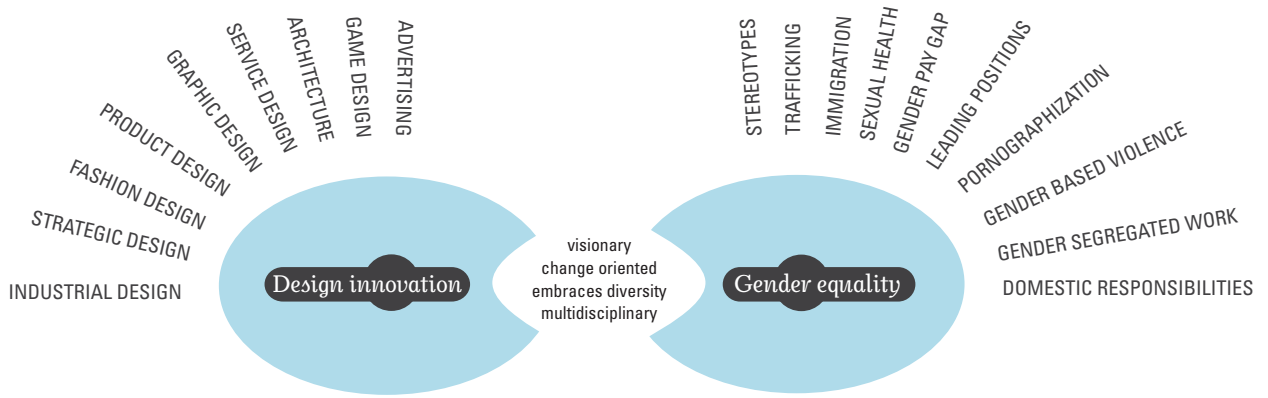 INDUSTRIAL DESIGN
STRATEGIC DESIGN
FASHION DESIGN
PRODUCT DESIGN
GRAPHIC DESIGN
SERVICE DESIGN
ARCHITECTURE
GAME DESIGN
ADVERTISING
Design innovation
visionary
change oriented
embraces diversity
multidisciplinary
Gender equality
STEREOTYPES
TRAFFICKING
IMMIGRATION
SEXUAL HEALTH
GENDER PAY GAP
LEADING POSITIONS
PORNOGRAPHIZATION
GENDER BASED VIOLENCE
GENDER SEGREGATED WORK
DOMESTIC RESPONSIBILITIES